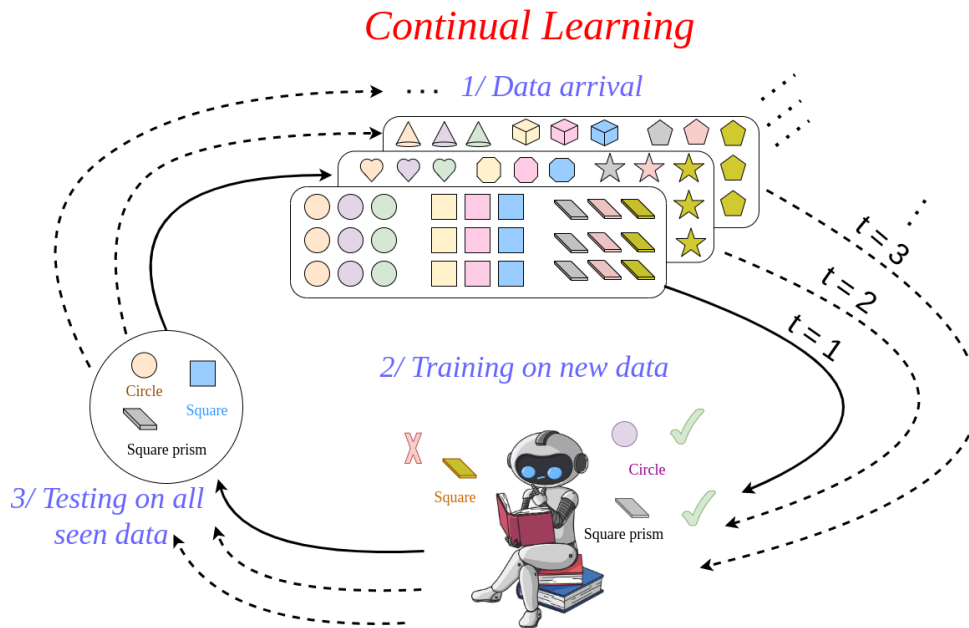 Continual Learning
1/ Data arrival
...
t = 3
t = 2
t = 1
2/ Training on new data
Circle
Square
Square prism
X
Square
Circle
Square prism
3/ Testing on all
seen data